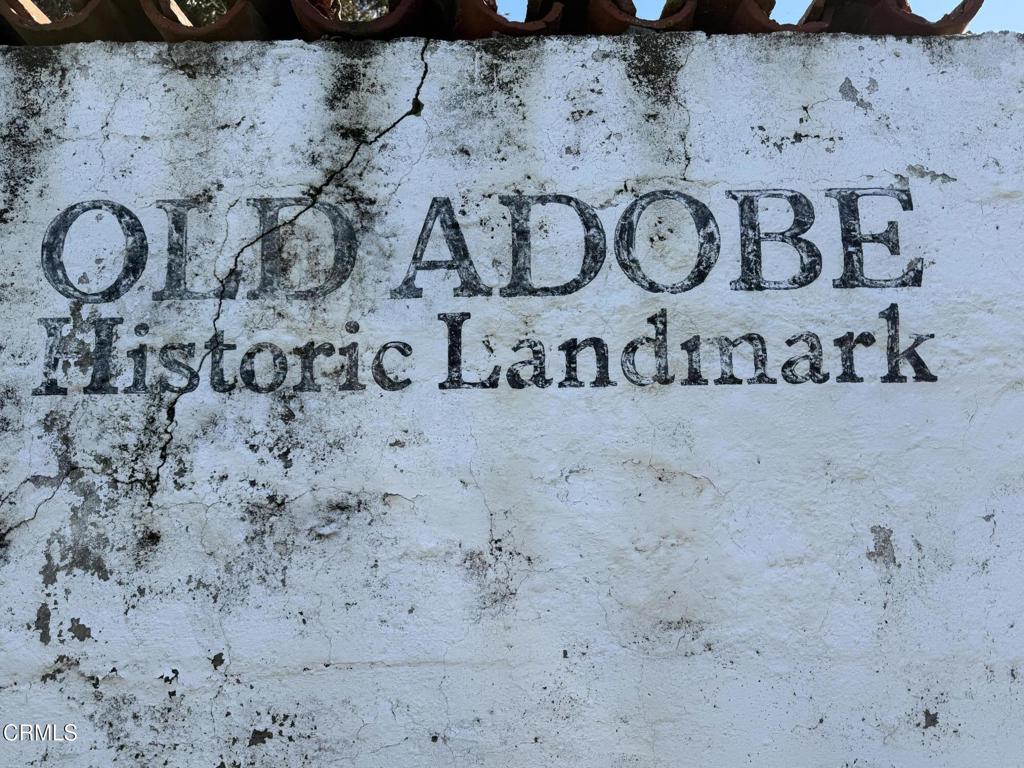 OLD ADOBE
Historic Landmark
CRMLS